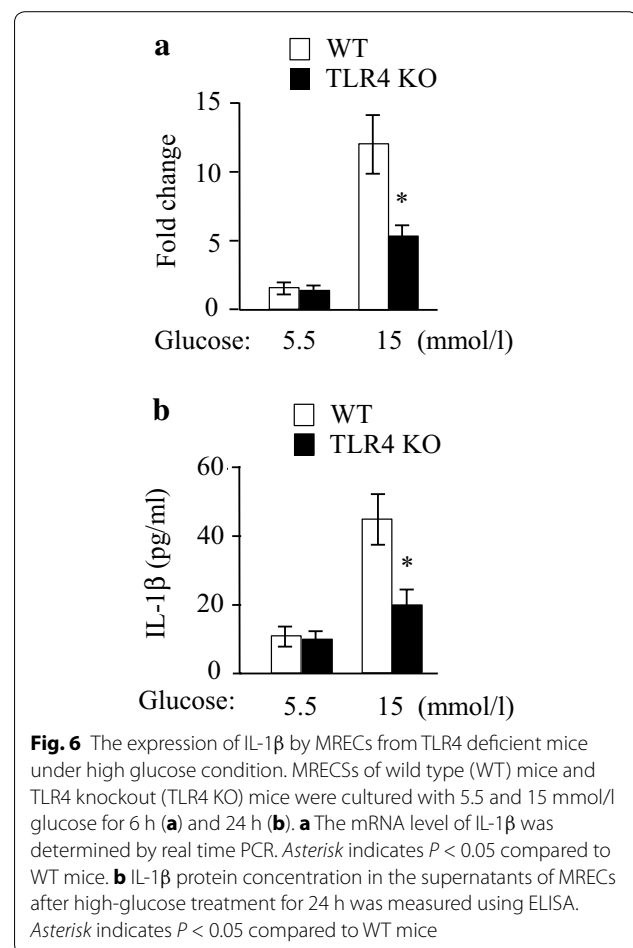 a
WT
TLR4 KO
Fold change
15
10
5
0
Glucose: 5.5 15 (mmol/l)
b
WT
TLR4 KO
IL-1β (pg/ml)
60
40
20
0
Glucose: 5.5 15 (mmol/l)
*
*
Fig. 6 The expression of IL-1β by MRECs from TLR4 deficient mice
under high glucose condition. MRECSs of wild type (WT) mice and
TLR4 knockout (TLR4 KO) mice were cultured with 5.5 and 15 mmol/l
glucose for 6 h (a) and 24 h (b). a The mRNA level of IL-1β was
determined by real time PCR. Asterisk indicates P < 0.05 compared to
WT mice. b IL-1β protein concentration in the supernatants of MRECs
after high-glucose treatment for 24 h was measured using ELISA.
Asterisk indicates P < 0.05 compared to WT mice